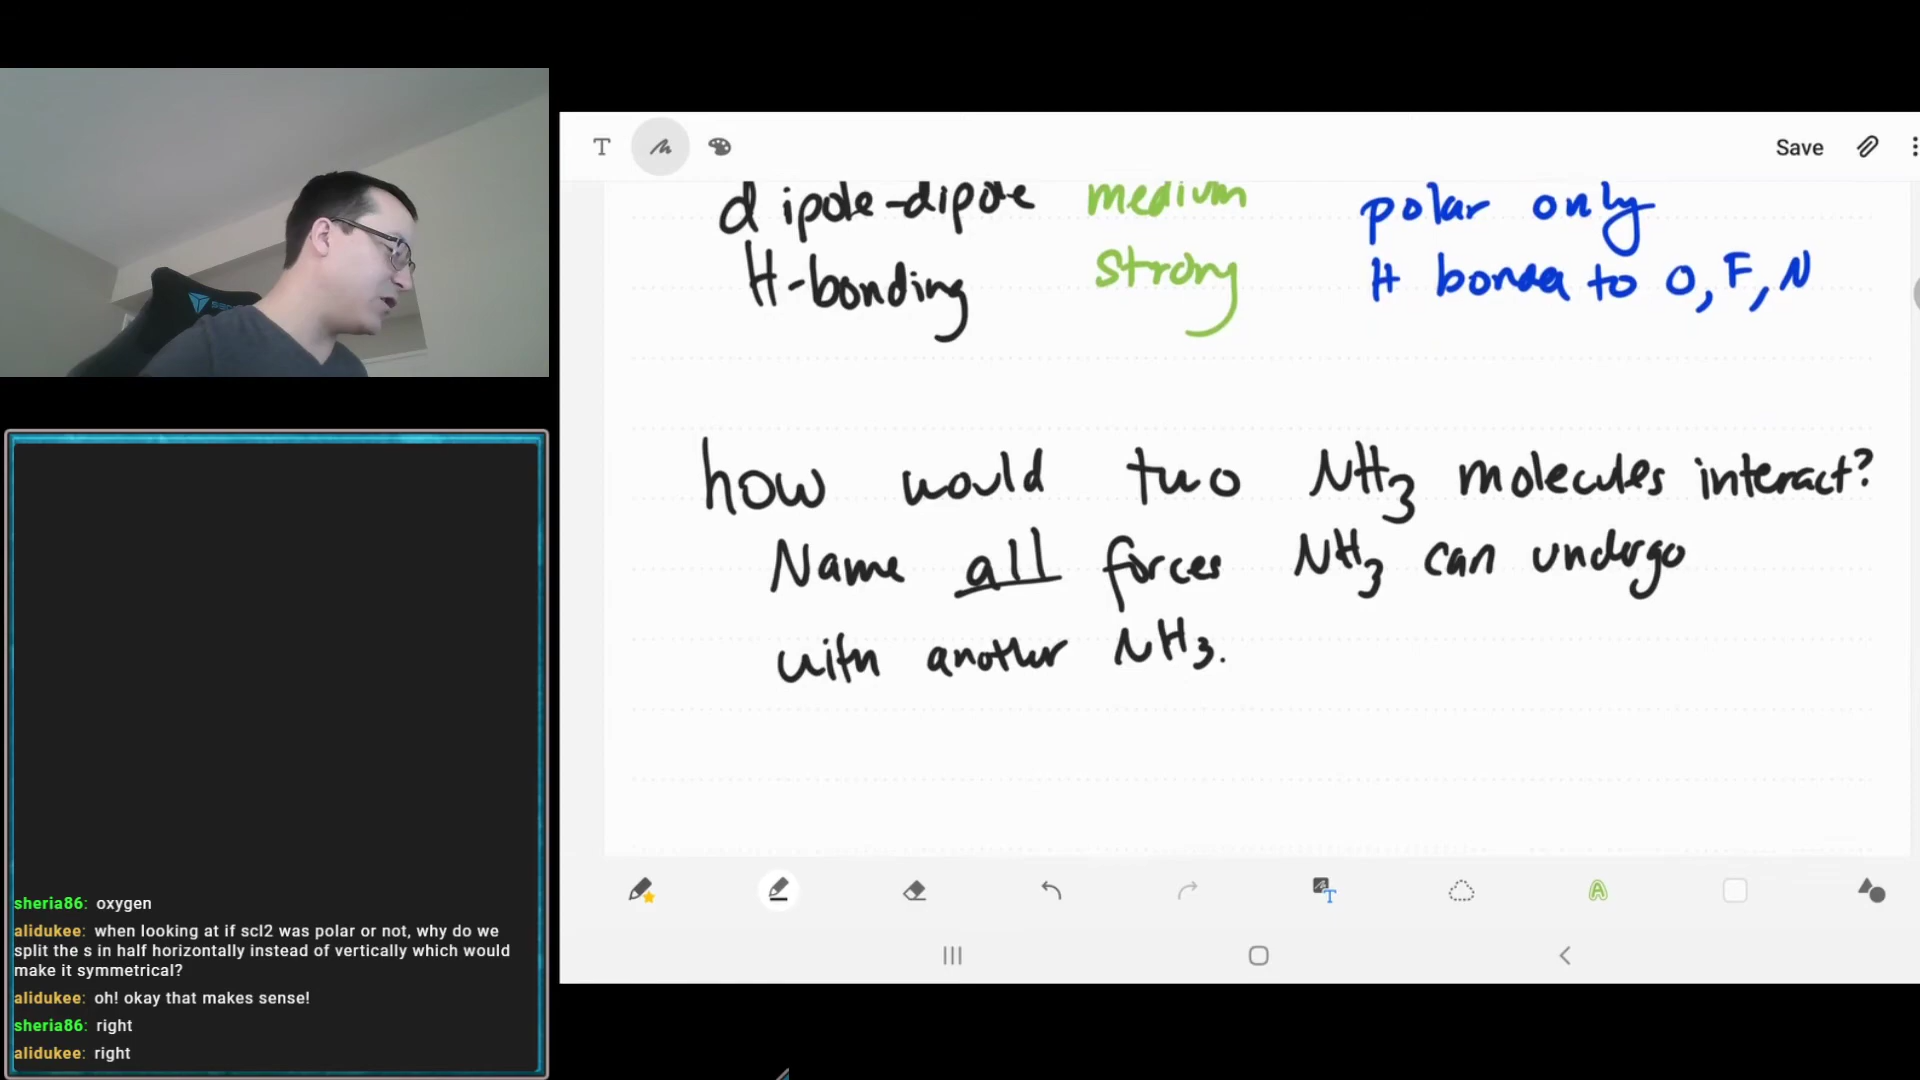 Save
dipole-dipole medium polar only
H-bonding strong H bonded to O, F, N
how would two NH3 molecules interact?
Name all forces NH3 can undergo
with another NH3.
sheria86: oxygen
alidukee: when looking at if scl2 was polar or not, why do we
split the s in half horizontally instead of vertically which would
make it symmetrical?
alidukee: oh! okay that makes sense!
sheria86: right
alidukee: right